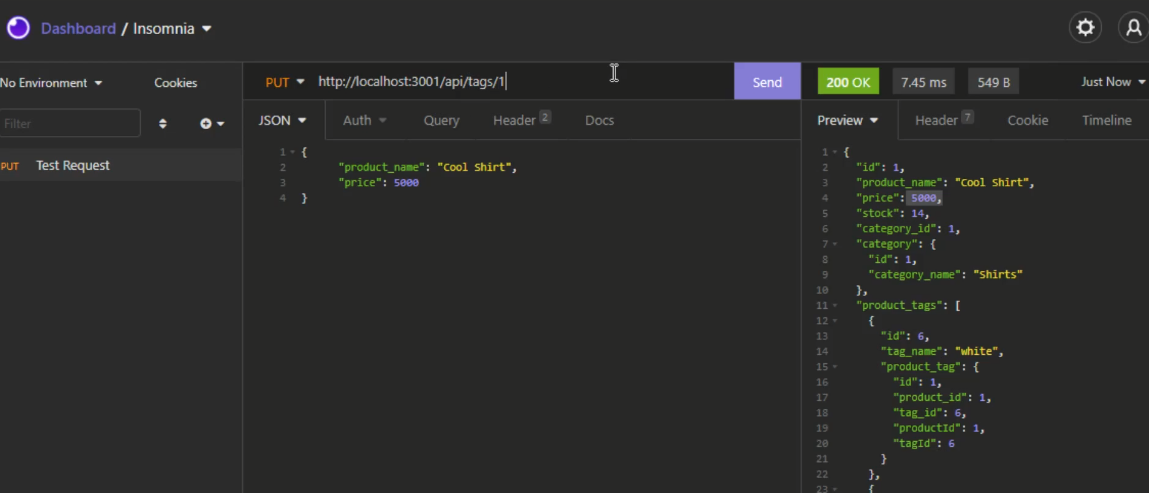 Dashboard / Insomnia
No Environment
Cookies
Filter
PUT Test Request
PUT http://localhost:3001/api/tags/1 Send
200 OK 7.45 ms 549 B Just Now
JSON Auth Query Header 2 Docs
Preview Header 7 Cookie Timeline
1 {
2 "product_name": "Cool Shirt",
3 "price": 5000
4 }
1 {
2 "id": 1,
3 "product_name": "Cool Shirt",
4 "price": 5000,
5 "stock": 14,
6 "category_id": 1,
7 "category": {
8 "id": 1,
9 "category_name": "Shirts"
10 },
11 "product_tags": [
12 {
13 "id": 6,
14 "tag_name": "white",
15 "product_tag": {
16 "id": 1,
17 "product_id": 1,
18 "tag_id": 6,
19 "productId": 1,
20 "tagId": 6
21 }
22 },
23 {